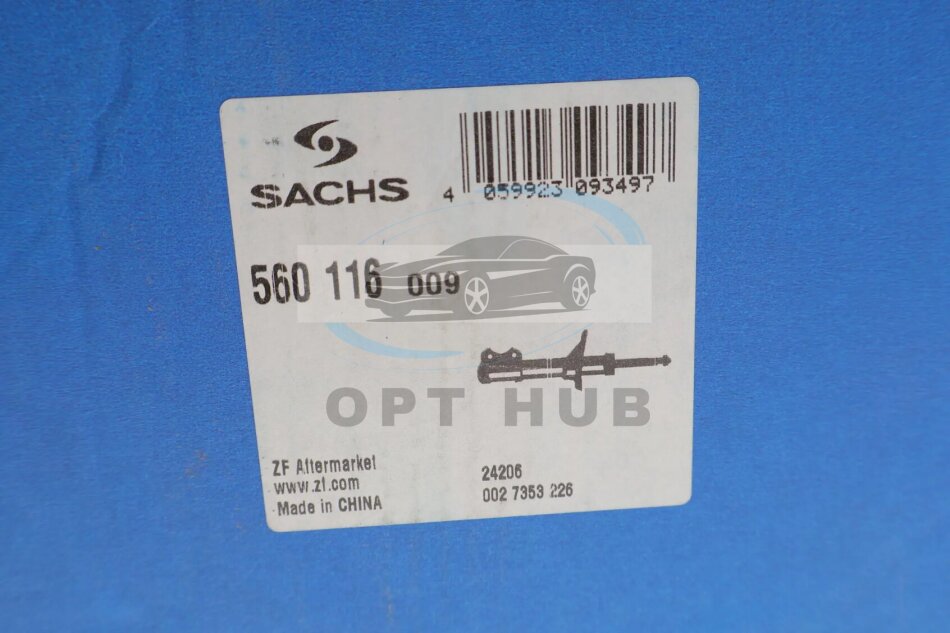 SACHS
4 059923 093497
560 116 009
OPT HUB
ZF Aftermarket
www.zf.com
Made in CHINA
24206
002 7353 226